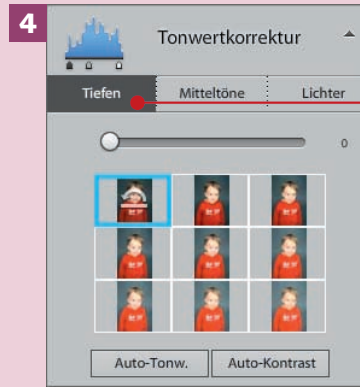 4
Tonwertkorrektur
Tiefen Mitteltöne Lichter
0
Auto-Tonw. Auto-Kontrast